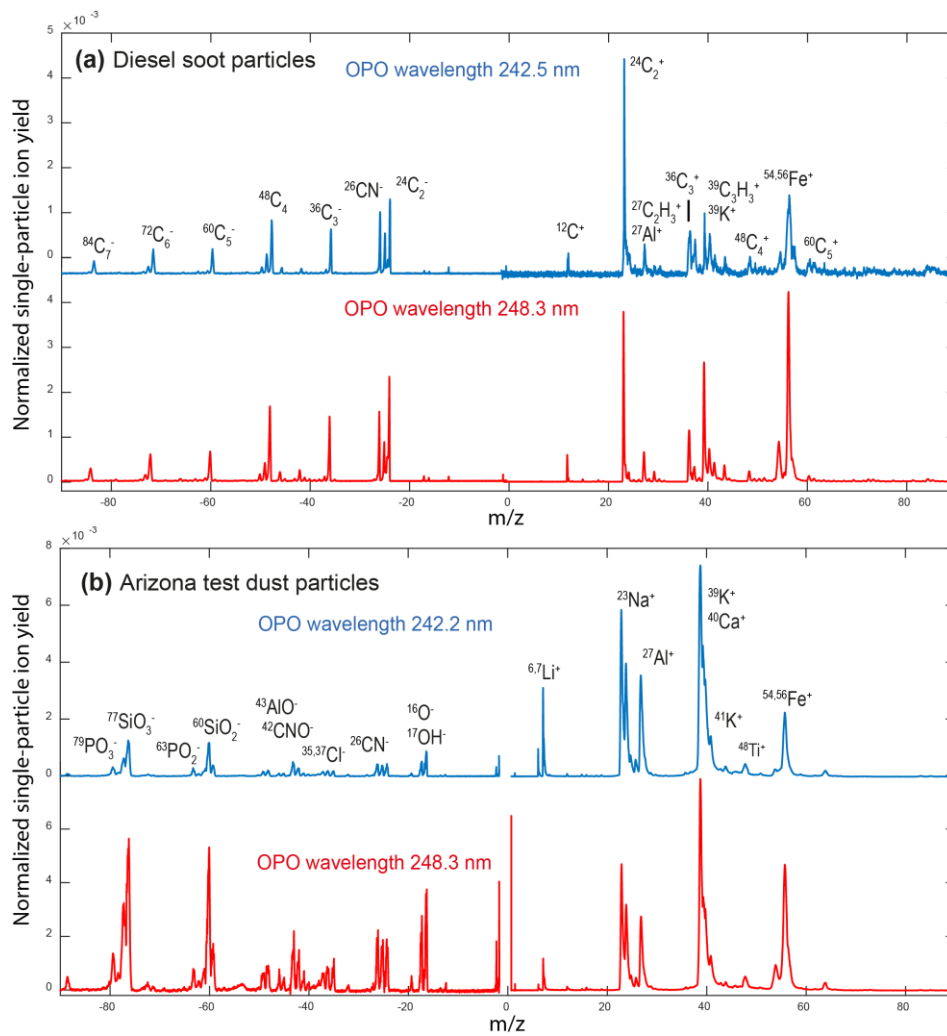 × 10⁻³
5
(a) Diesel soot particles
OPO wavelength 242.5 nm
²⁴C₂⁺
4
3
2
³⁶C₃⁺
³⁹C₃H₃⁺
⁵⁴,⁵⁶Fe⁺
²⁶CN⁻
²⁴C₂⁻
⁴⁸C₄
²⁷C₂H₃⁺
³⁹K⁺
1
³⁶C₃⁻
²⁷Al⁺
⁸⁴C₇⁻
⁷²C₆⁻
⁶⁰C₅⁻
¹²C⁺
⁴⁸C₄⁺
⁶⁰C₅⁺
0
4
OPO wavelength 248.3 nm
3
2
1
0
-80 -60 -40 -20 0 20 40 60 80
m/z
Normalized single-particle ion yield
× 10⁻³
8
(b) Arizona test dust particles
OPO wavelength 242.2 nm
²³Na⁺
³⁹K⁺
⁴⁰Ca⁺
6
²⁷Al⁺
⁶,⁷Li⁺
4
⁵⁴,⁵⁶Fe⁺
⁴³AlO⁻
¹⁶O⁻
⁷⁷SiO₃⁻
⁶⁰SiO₂⁻
⁴²CNO⁻
¹⁷OH⁻
⁴¹K⁺
2
⁷⁹PO₃⁻
⁶³PO₂⁻
³⁵,³⁷Cl⁻
²⁶CN⁻
⁴⁸Ti⁺
0
OPO wavelength 248.3 nm
6
4
2
0
-80 -60 -40 -20 0 20 40 60 80
m/z
Normalized single-particle ion yield